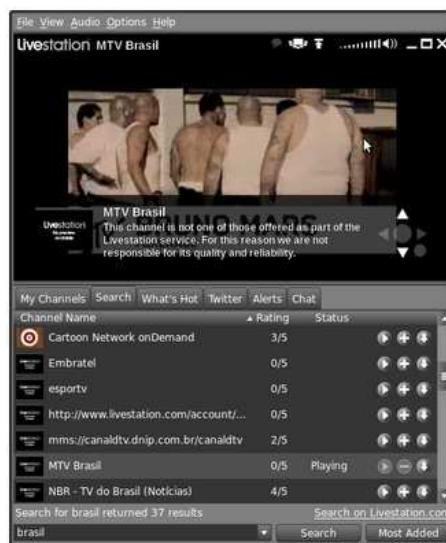 File View Audio Options Help
Livestation MTV Brasil
MTV Brasil
This channel is not one of those offered as part of the
Livestation service. For this reason we are not
responsible for its quality and reliability.
BRUNO MARS
Livestation
My Channels Search What's Hot Twitter Alerts Chat
Channel Name Rating Status
Cartoon Network onDemand 3/5
Embratel 0/5
esportv 0/5
http://www.livestation.com/account/... 0/5
mms://canaldtv.dnip.com.br/canaldtv 2/5
MTV Brasil 0/5 Playing
NBR - TV do Brasil (Notícias) 4/5
Search for brasil returned 37 results Search on Livestation.com
brasil Search Most Added